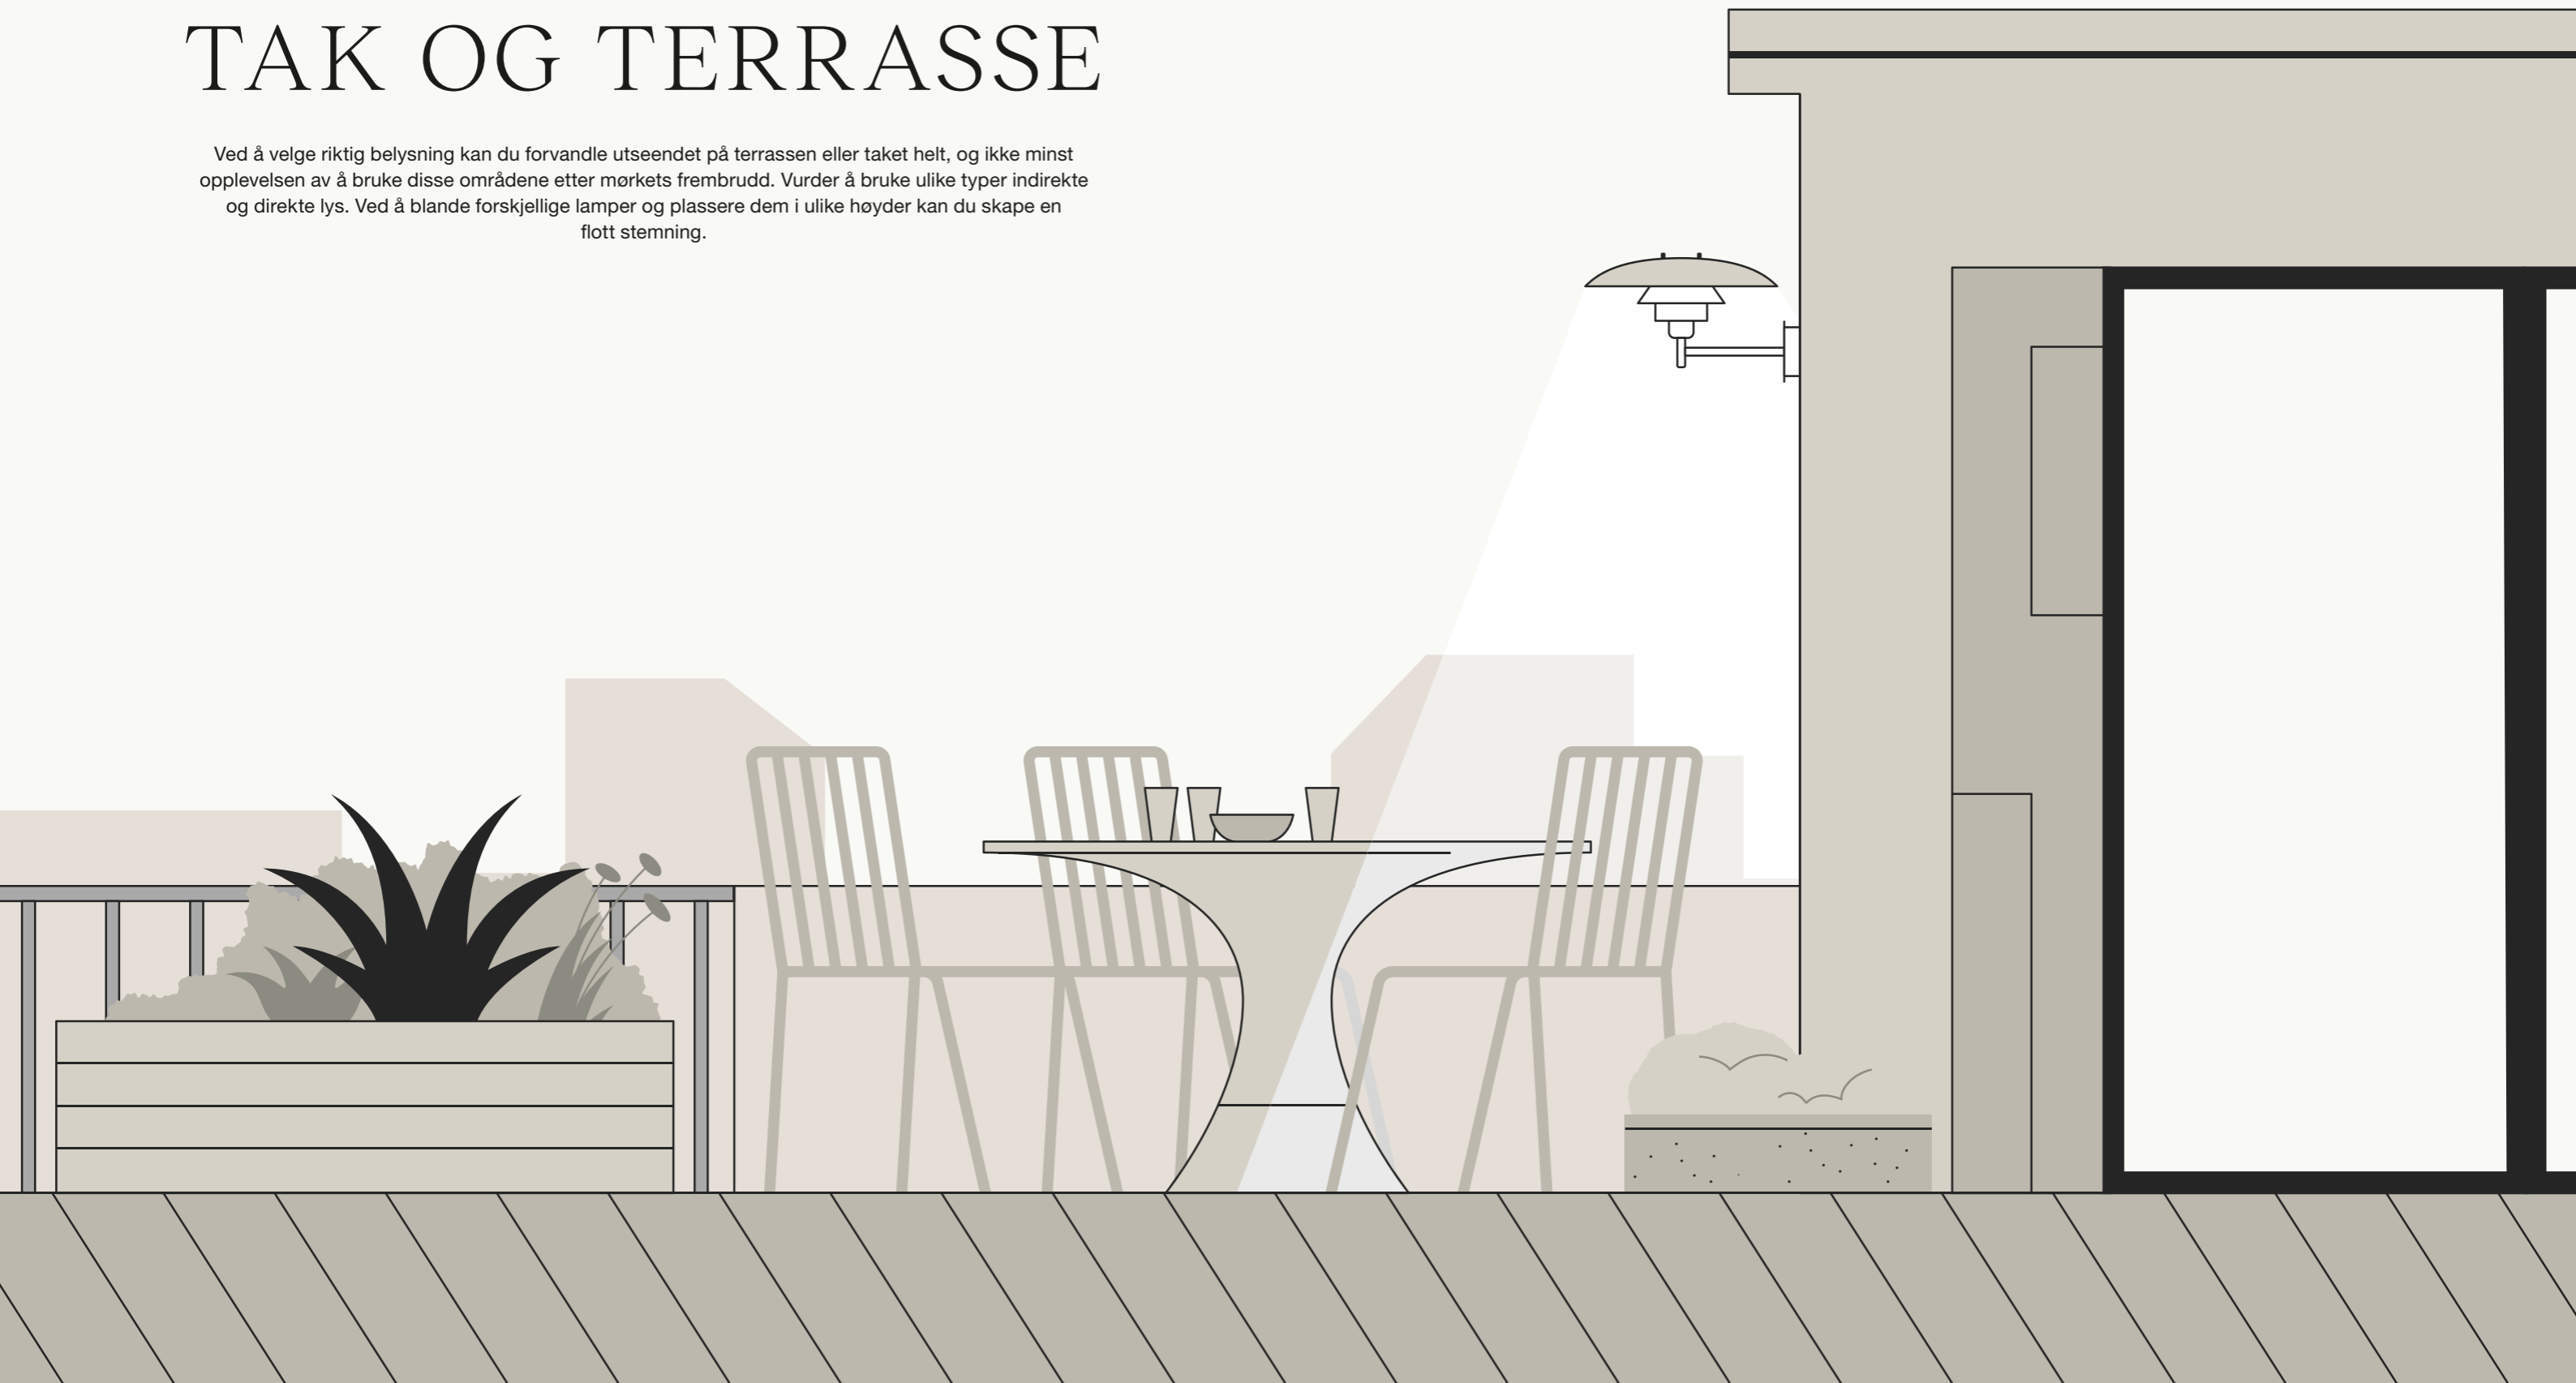 TAK OG TERRASSE
Ved å velge riktig belysning kan du forvandle utseendet på terrassen eller taket helt, og ikke minst
opplevelsen av å bruke disse områdene etter mørkets frembrudd. Vurder å bruke ulike typer indirekte
og direkte lys. Ved å blande forskjellige lamper og plassere dem i ulike høyder kan du skape en
flott stemning.